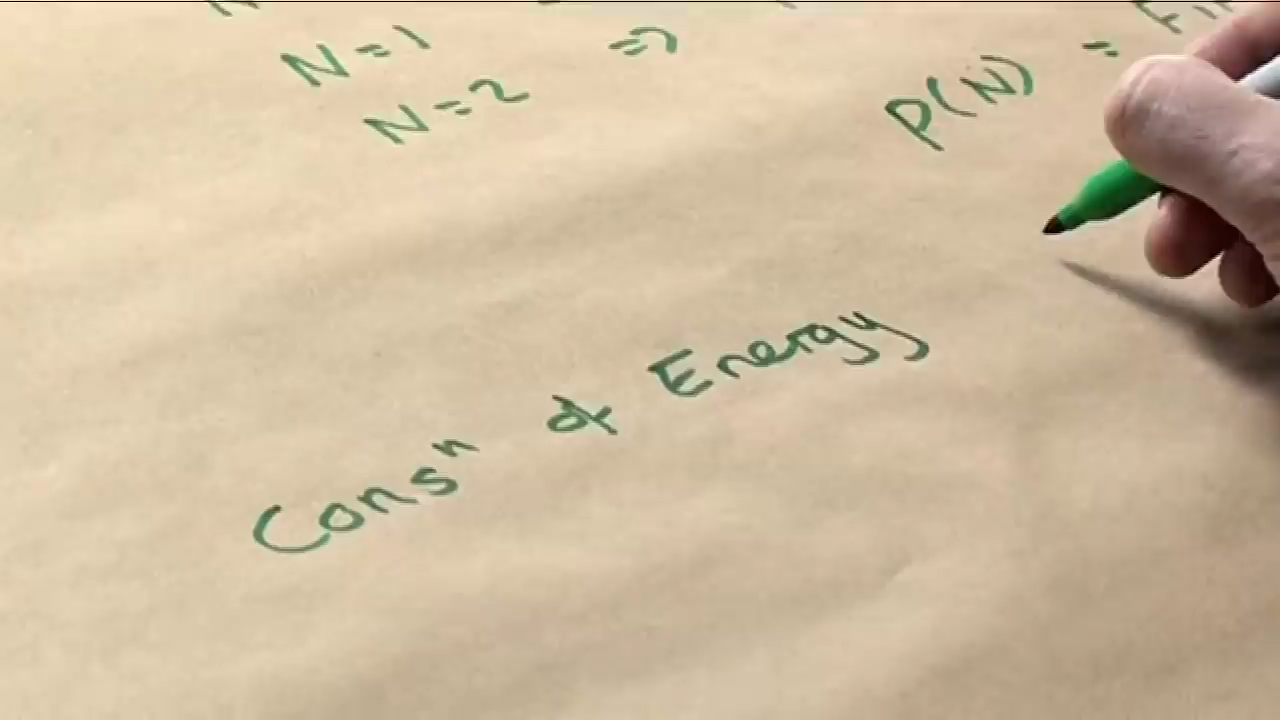 N = 1
N = 2 ⇒ P(N) =
Consⁿ of Energy